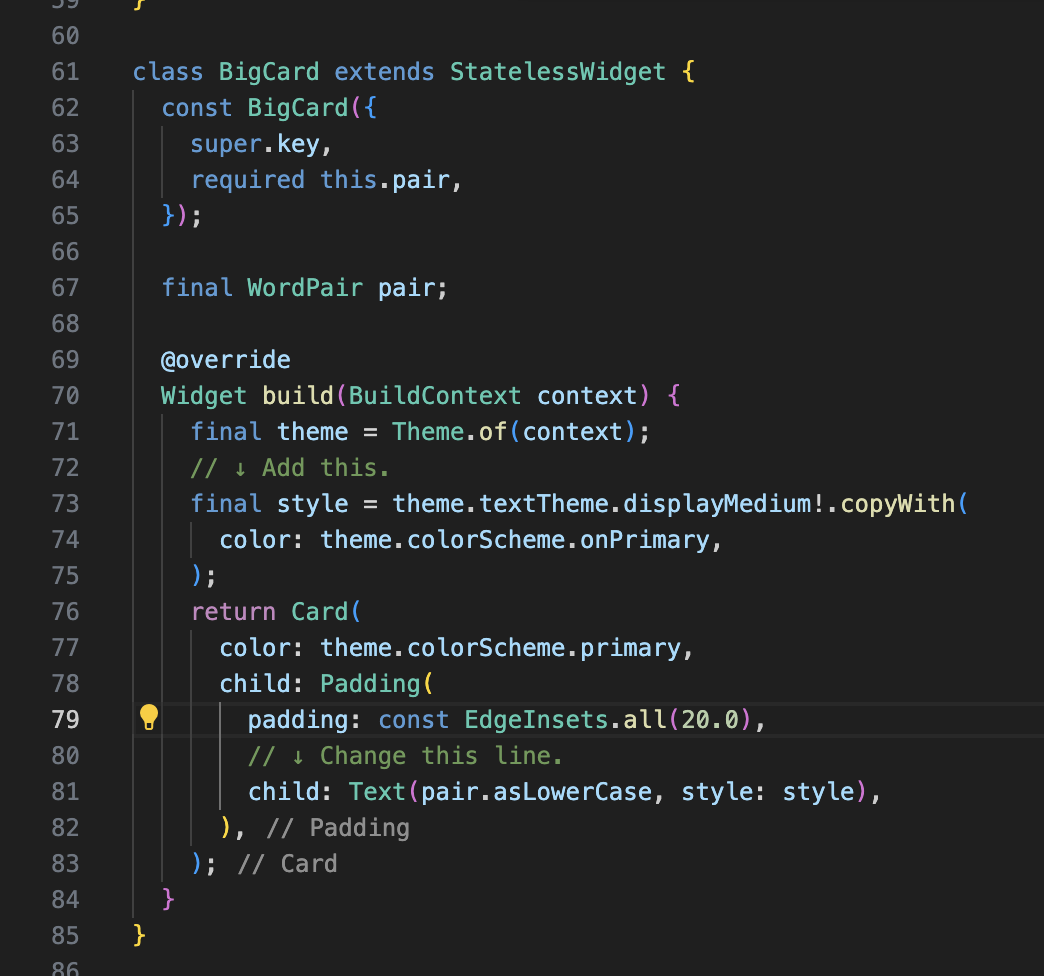 59 }
60
61 class BigCard extends StatelessWidget {
62   const BigCard({
63     super.key,
64     required this.pair,
65   });
66
67   final WordPair pair;
68
69   @override
70   Widget build(BuildContext context) {
71     final theme = Theme.of(context);
72     // ↓ Add this.
73     final style = theme.textTheme.displayMedium!.copyWith(
74       color: theme.colorScheme.onPrimary,
75     );
76     return Card(
77       color: theme.colorScheme.primary,
78       child: Padding(
79         padding: const EdgeInsets.all(20.0),
80         // ↓ Change this line.
81         child: Text(pair.asLowerCase, style: style),
82       ), // Padding
83     ); // Card
84   }
85 }
86